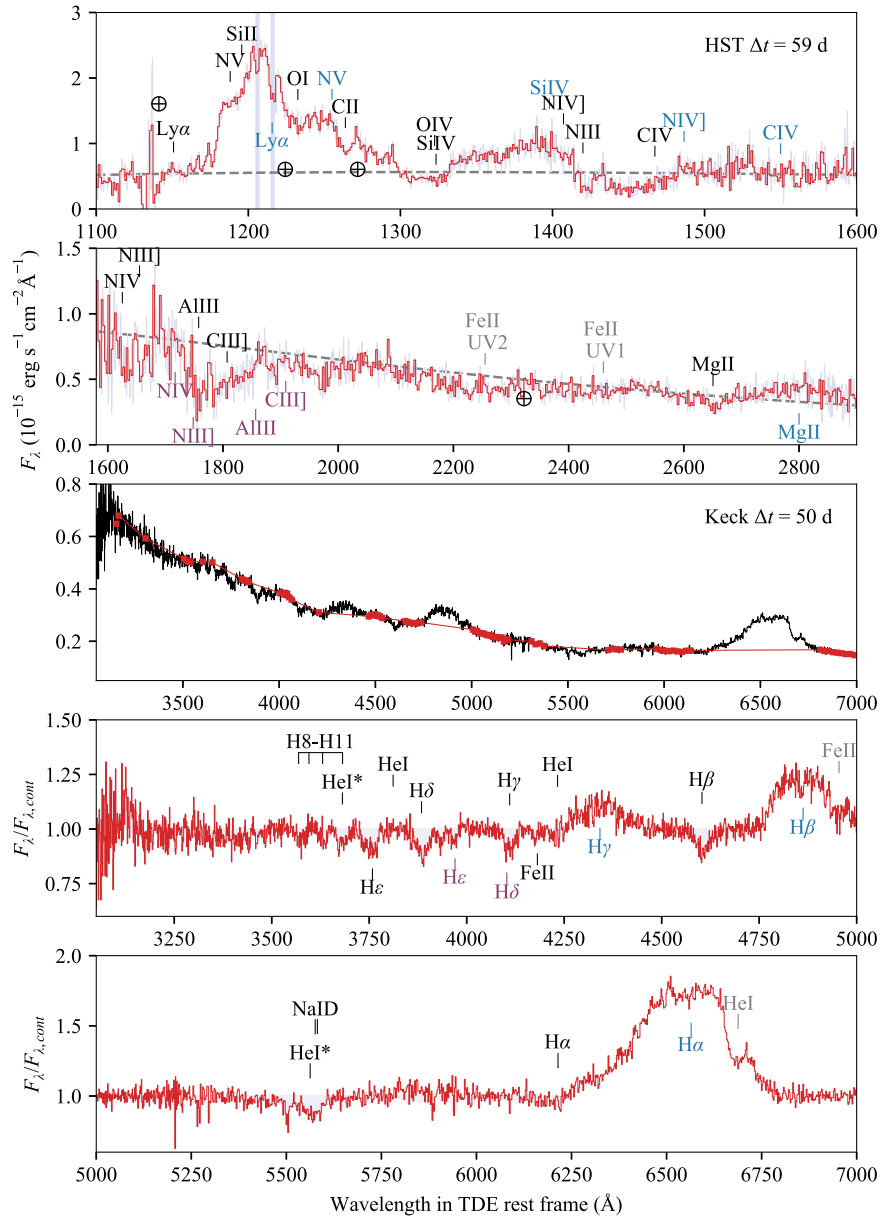 HST Δt = 59 d
SiII
NV
OI
NV
CII
Lyα
Lyα
OIV
SiIV
SiIV
NIV]
NIII
CIV
NIV]
CIV
3
2
1
0
1100 1200 1300 1400 1500 1600
NIII]
NIV
AlIII
CIII]
FeII
UV2
FeII
UV1
MgII
NIV
NIII]
AlIII
CIII]
MgII
1.5
1.0
0.5
0.0
1600 1800 2000 2200 2400 2600 2800
Fλ (10⁻¹⁵ erg s⁻¹ cm⁻² Å⁻¹)
Keck Δt = 50 d
0.8
0.6
0.4
0.2
3500 4000 4500 5000 5500 6000 6500 7000
H8-H11
HeI*
HeI
Hδ
Hγ
HeI
Hβ
FeII
Hε
Hε
Hδ
FeII
Hγ
Hβ
1.50
1.25
1.00
0.75
Fλ/Fλ,cont
3250 3500 3750 4000 4250 4500 4750 5000
NaID
HeI*
Hα
Hα
HeI
2.0
1.5
1.0
Fλ/Fλ,cont
5000 5250 5500 5750 6000 6250 6500 6750 7000
Wavelength in TDE rest frame (Å)